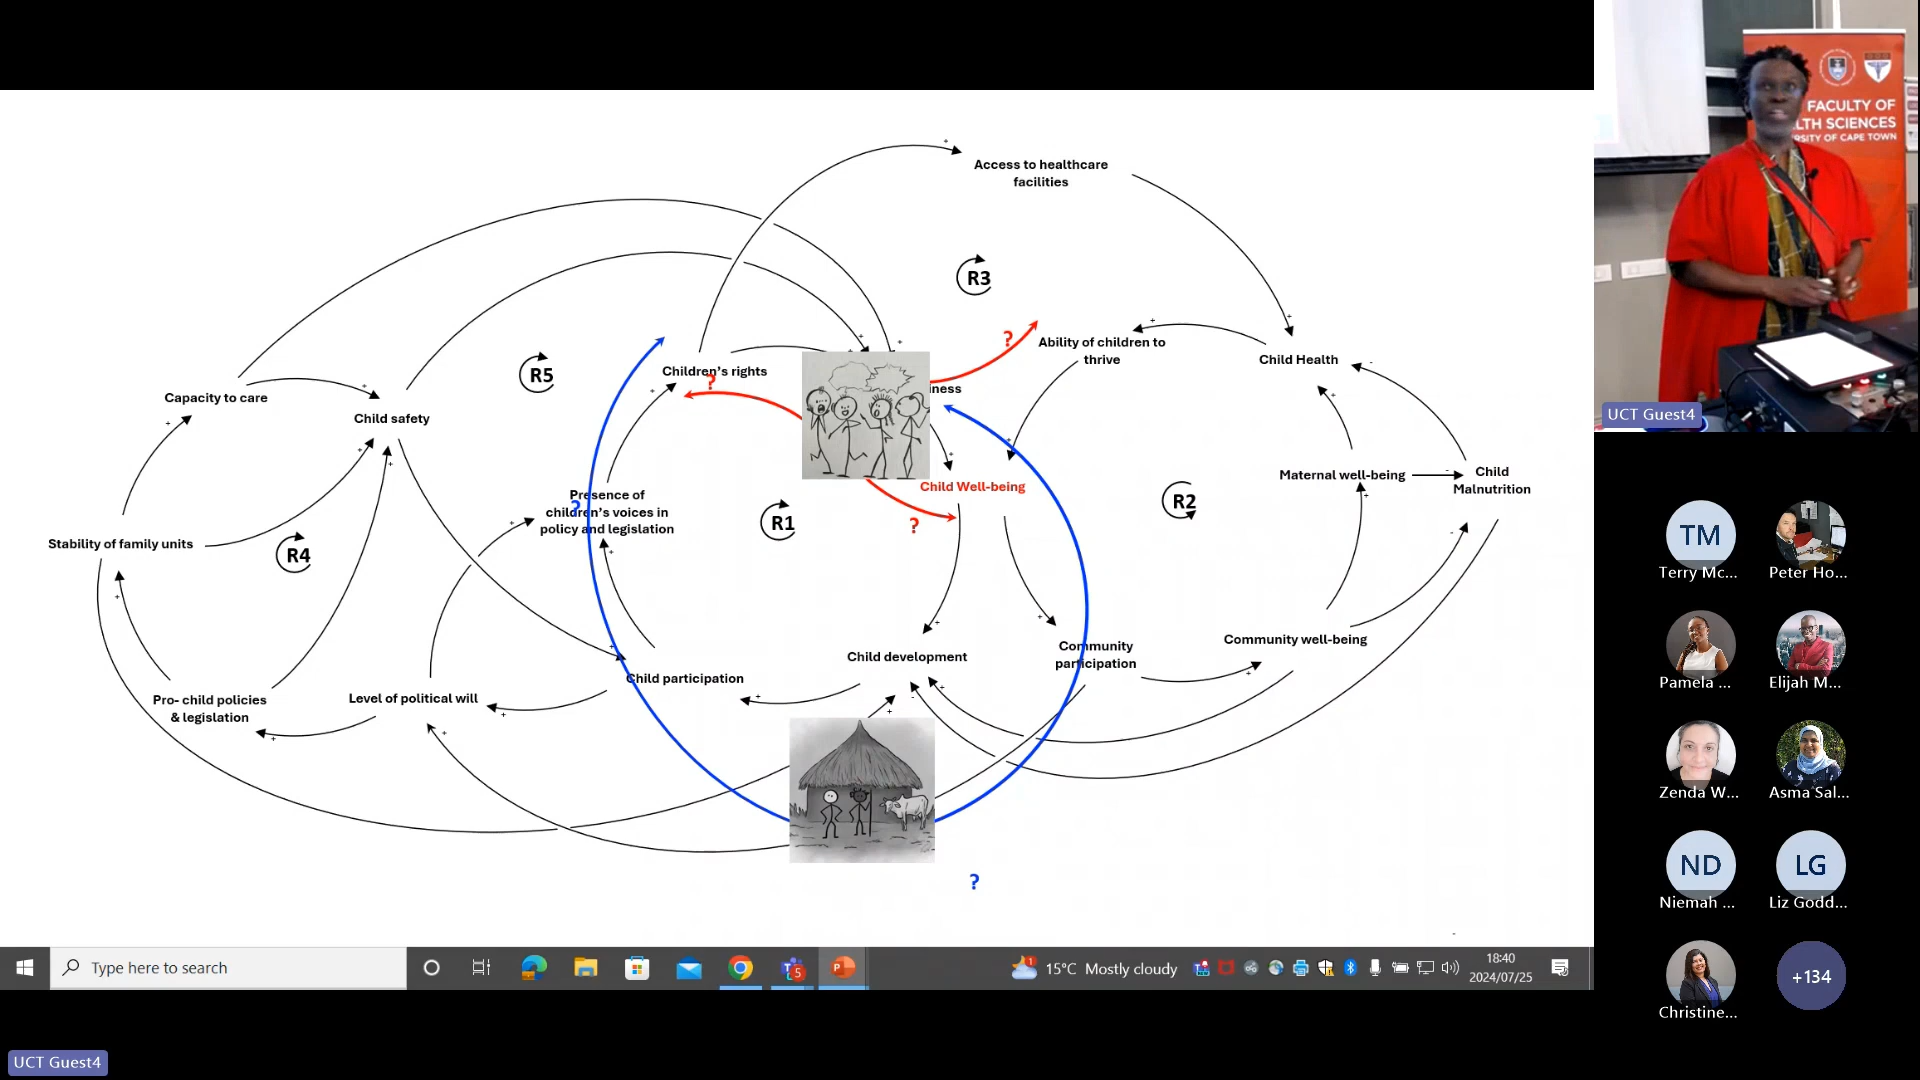 Access to healthcare
facilities
R3
Ability of children to
thrive
Child Health
R5
Children's rights
?
?
iness
Capacity to care
Child safety
Child Well-being
?
Maternal well-being
Child
Malnutrition
Presence of
children's voices in
policy and legislation
?
R1
R2
Stability of family units
R4
Child development
Community
participation
Community well-being
Child participation
Pro- child policies
& legislation
Level of political will
?
Type here to search
15°C Mostly cloudy
18:40
2024/07/25
UCT Guest4
FACULTY OF
LTH SCIENCES
RSITY OF CAPE TOWN
UCT Guest4
TM
Terry Mc...
Peter Ho...
Pamela ...
Elijah M...
Zenda W...
Asma Sal...
ND
Niemah ...
LG
Liz Godd...
Christine...
+134